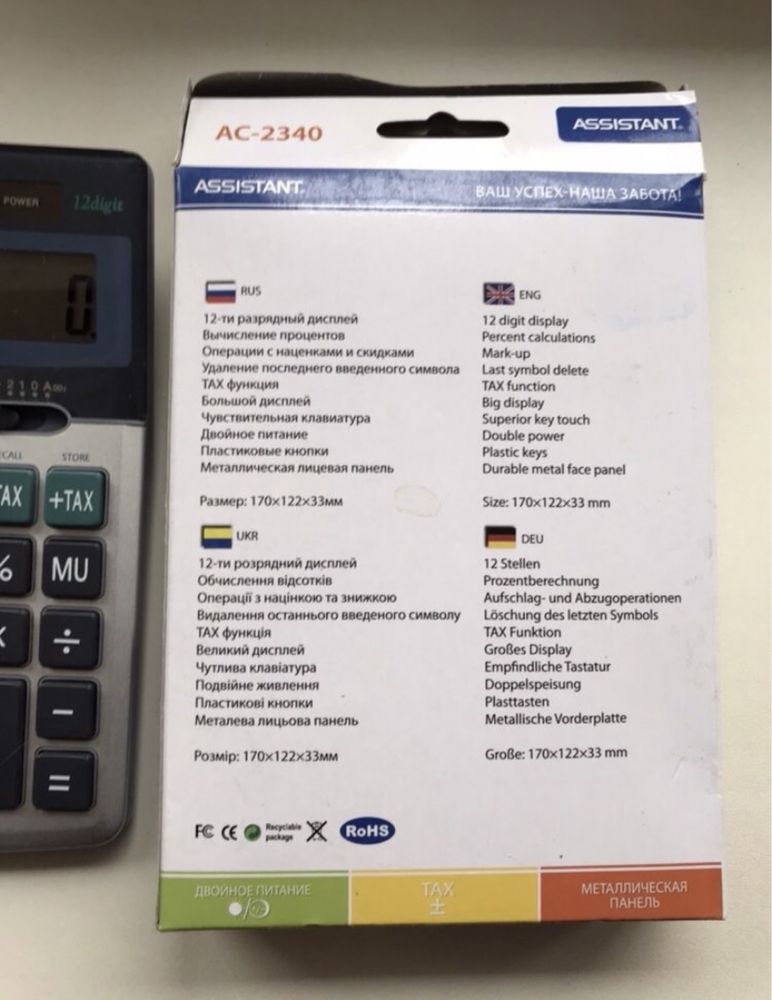 POWER
12digit
0.
2 1 0 A
STORE
+TAX
MU
÷
−
=
AC-2340
ASSISTANT
ASSISTANT
ВАШ УСПЕХ-НАША ЗАБОТА!
RUS
12-ти разрядный дисплей
Вычисление процентов
Операции с наценками и скидками
Удаление последнего введенного символа
TAX функция
Большой дисплей
Чувствительная клавиатура
Двойное питание
Пластиковые кнопки
Металлическая лицевая панель
Размер: 170×122×33мм
ENG
12 digit display
Percent calculations
Mark-up
Last symbol delete
TAX function
Big display
Superior key touch
Double power
Plastic keys
Durable metal face panel
Size: 170×122×33 mm
UKR
12-ти розрядний дисплей
Обчислення відсотків
Операції з націнкою та знижкою
Видалення останнього введеного символу
TAX функція
Великий дисплей
Чутлива клавіатура
Подвійне живлення
Пластикові кнопки
Металева лицьова панель
Розмір: 170×122×33мм
DEU
12 Stellen
Prozentberechnung
Aufschlag- und Abzugoperationen
Löschung des letzten Symbols
TAX Funktion
Großes Display
Empfindliche Tastatur
Doppelspeisung
Plasttasten
Metallische Vorderplatte
Große: 170×122×33 mm
FC CE Recyclable
package
RoHS
ДВОЙНОЕ ПИТАНИЕ
TAX
±
МЕТАЛЛИЧЕСКАЯ
ПАНЕЛЬ